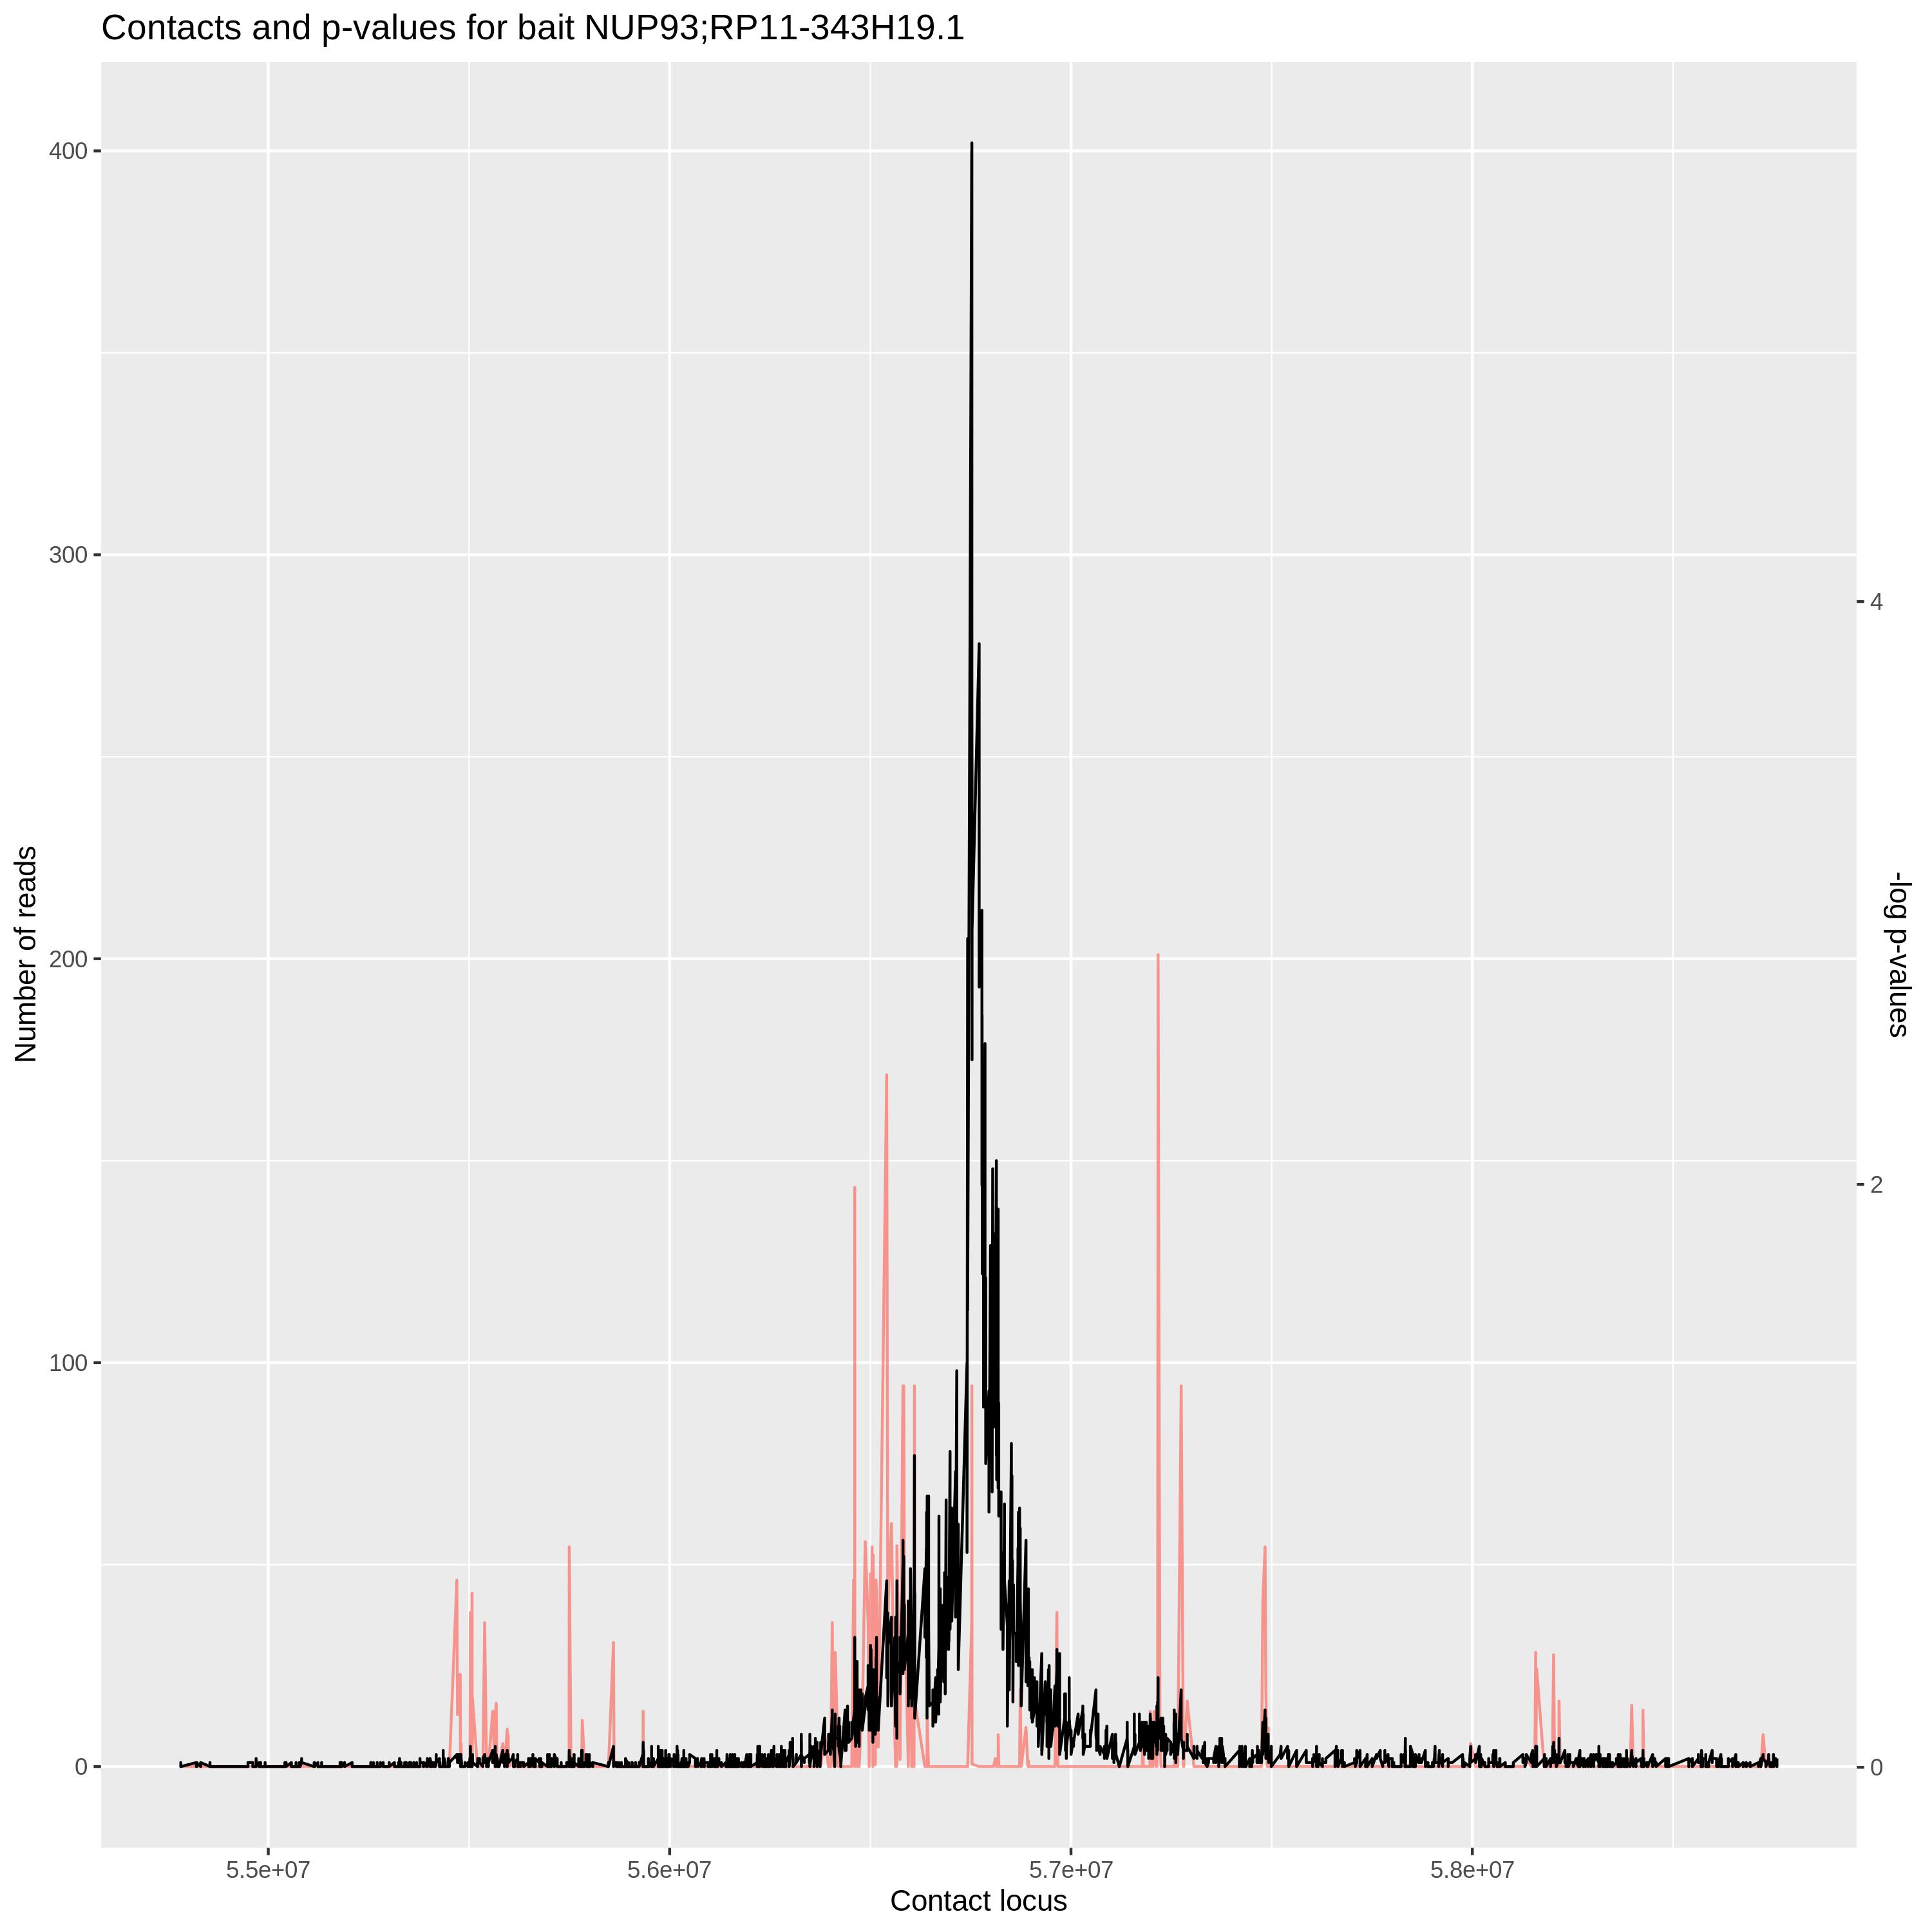 Contacts and p-values for bait NUP93;RP11-343H19.1
400
300
200
100
0
Number of reads
4
2
0
-log p-values
5.5e+07
5.6e+07
5.7e+07
5.8e+07
Contact locus